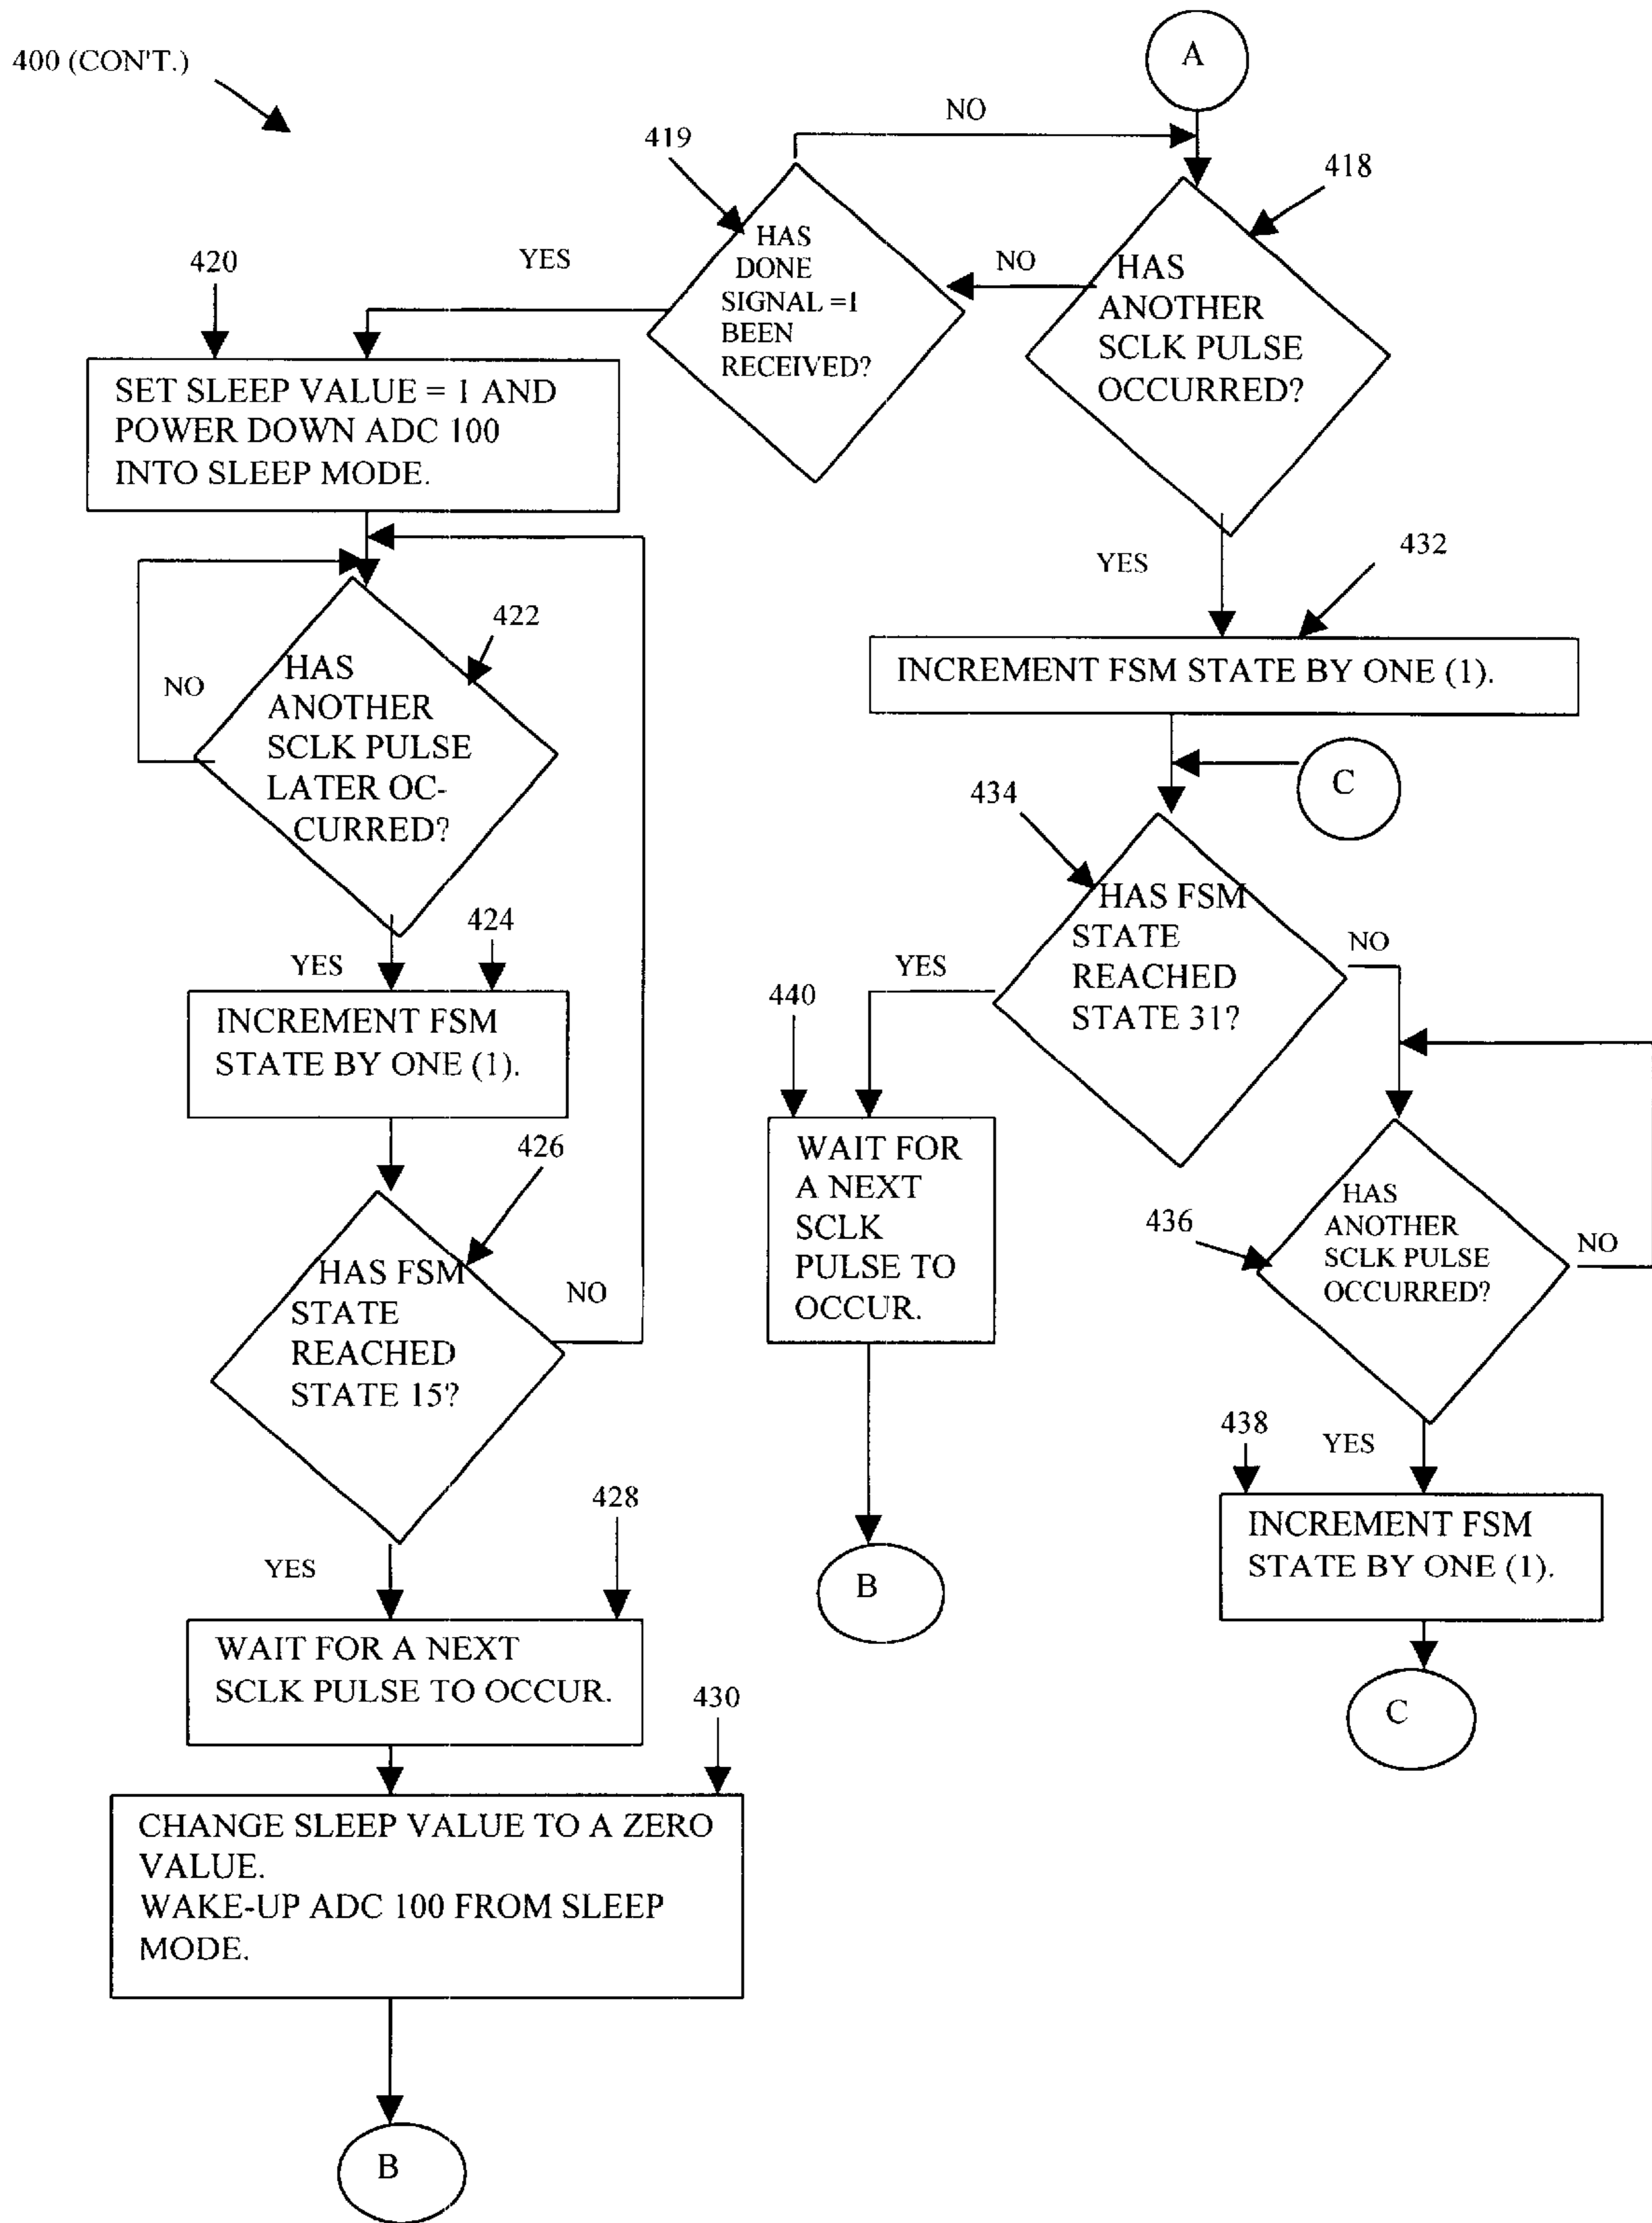 400 (CON'T.)
A
NO
419
418
HAS
DONE
SIGNAL =1
BEEN
RECEIVED?
YES
NO
HAS
ANOTHER
SCLK PULSE
OCCURRED?
420
SET SLEEP VALUE = 1 AND
POWER DOWN ADC 100
INTO SLEEP MODE.
YES
432
INCREMENT FSM STATE BY ONE (1).
422
HAS
ANOTHER
SCLK PULSE
LATER OC-
CURRED?
NO
C
434
HAS FSM
STATE
REACHED
STATE 31?
NO
YES
424
YES
INCREMENT FSM
STATE BY ONE (1).
440
WAIT FOR
A NEXT
SCLK
PULSE TO
OCCUR.
426
HAS FSM
STATE
REACHED
STATE 15?
NO
436
HAS
ANOTHER
SCLK PULSE
OCCURRED?
NO
438
YES
INCREMENT FSM
STATE BY ONE (1).
428
YES
WAIT FOR A NEXT
SCLK PULSE TO OCCUR.
B
C
430
CHANGE SLEEP VALUE TO A ZERO
VALUE.
WAKE-UP ADC 100 FROM SLEEP
MODE.
B